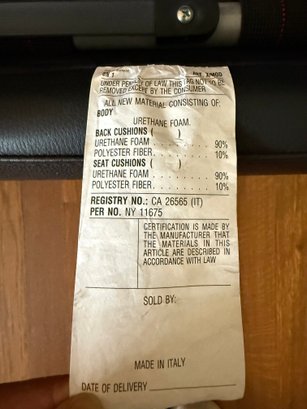 UNDER PENALTY OF LAW THIS TAG NOT TO BE
REMOVED EXCEPT BY THE CONSUMER
ALL NEW MATERIAL CONSISTING OF:
BODY
URETHANE FOAM.
BACK CUSHIONS ( )
URETHANE FOAM 90%
POLYESTER FIBER 10%
SEAT CUSHIONS ( )
URETHANE FOAM 90%
POLYESTER FIBER 10%
REGISTRY NO.: CA 26565 (IT)
PER NO. NY 11675
CERTIFICATION IS MADE BY
THE MANUFACTURER THAT
THE MATERIALS IN THIS
ARTICLE ARE DESCRIBED IN
ACCORDANCE WITH LAW
SOLD BY:
MADE IN ITALY
DATE OF DELIVERY